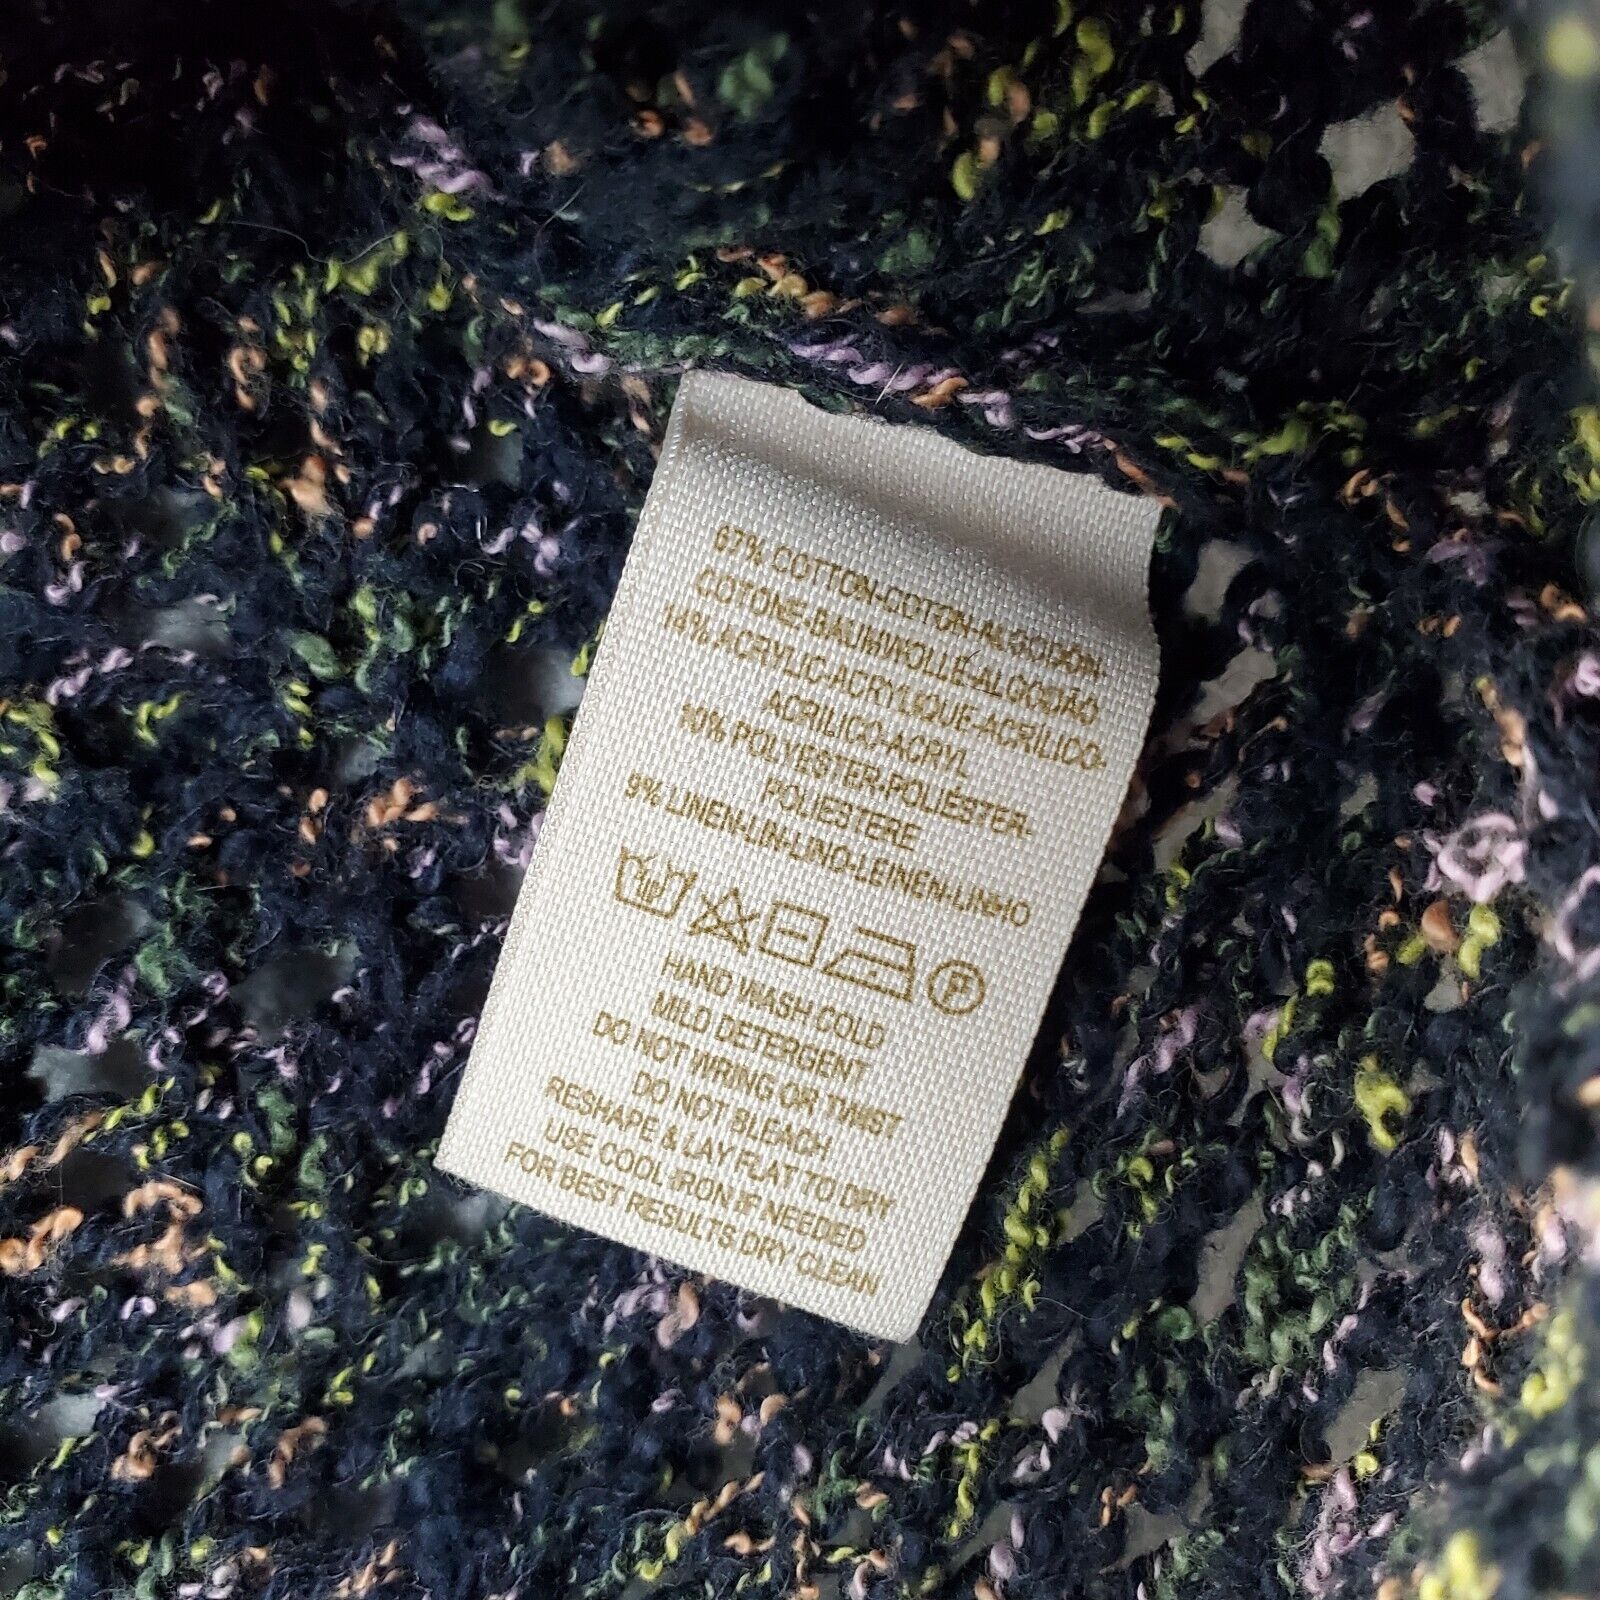 67% COTTON-COTON-ALGODÓN-
COTONE-BAUMWOLLE-ALGODÃO
14% ACRYLIC-ACRYLIQUE-ACRILICO-
ACRILICO-ACRYL
10% POLYESTER-POLIÉSTER-
POLIESTERE
9% LINEN-LIN-LINO-LEINEN-LINHO
P
HAND WASH COLD
MILD DETERGENT
DO NOT WRING OR TWIST
DO NOT BLEACH
RESHAPE & LAY FLAT TO DRY
USE COOL IRON IF NEEDED
FOR BEST RESULTS DRY CLEAN